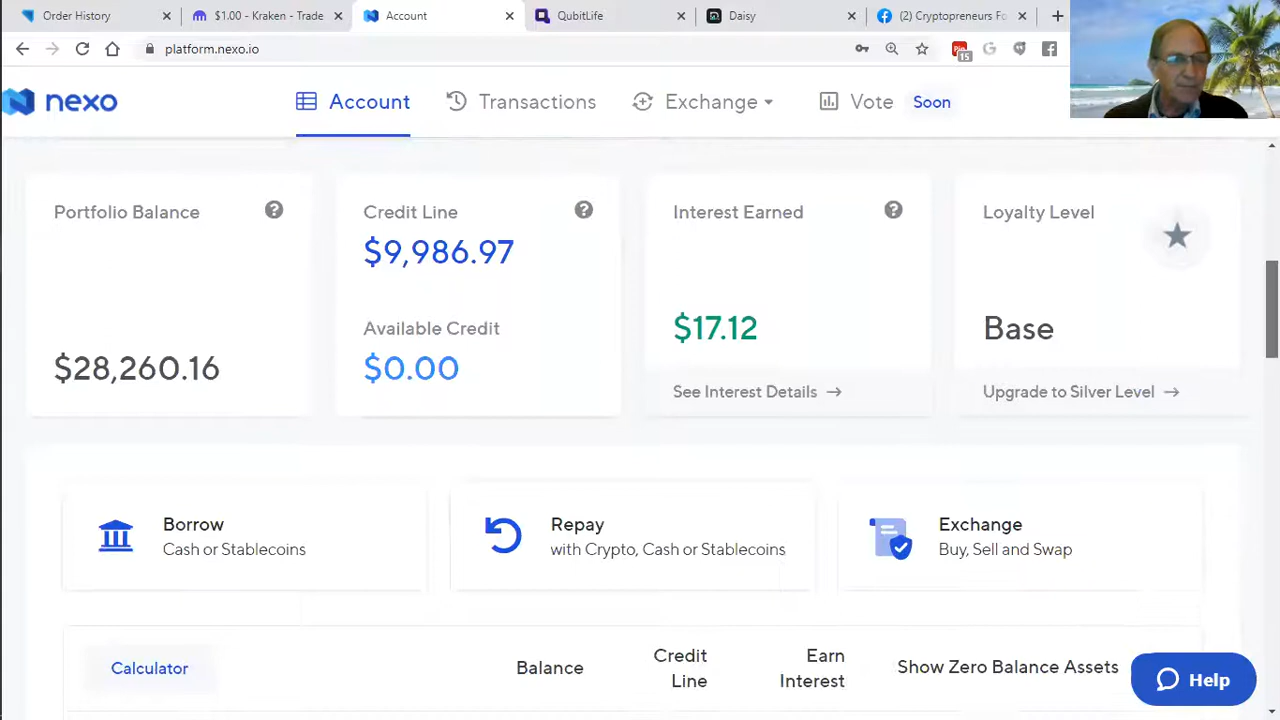 Order History
$1.00 - Kraken - Trade
Account
QubitLife
Daisy
(2) Cryptopreneurs Fo
platform.nexo.io
15
nexo
Account
Transactions
Exchange
Vote
Soon
Portfolio Balance
$28,260.16
Credit Line
$9,986.97
Available Credit
$0.00
Interest Earned
$17.12
See Interest Details →
Loyalty Level
Base
Upgrade to Silver Level →
Borrow
Cash or Stablecoins
Repay
with Crypto, Cash or Stablecoins
Exchange
Buy, Sell and Swap
Calculator
Balance
Credit
Line
Earn
Interest
Show Zero Balance Assets
Help